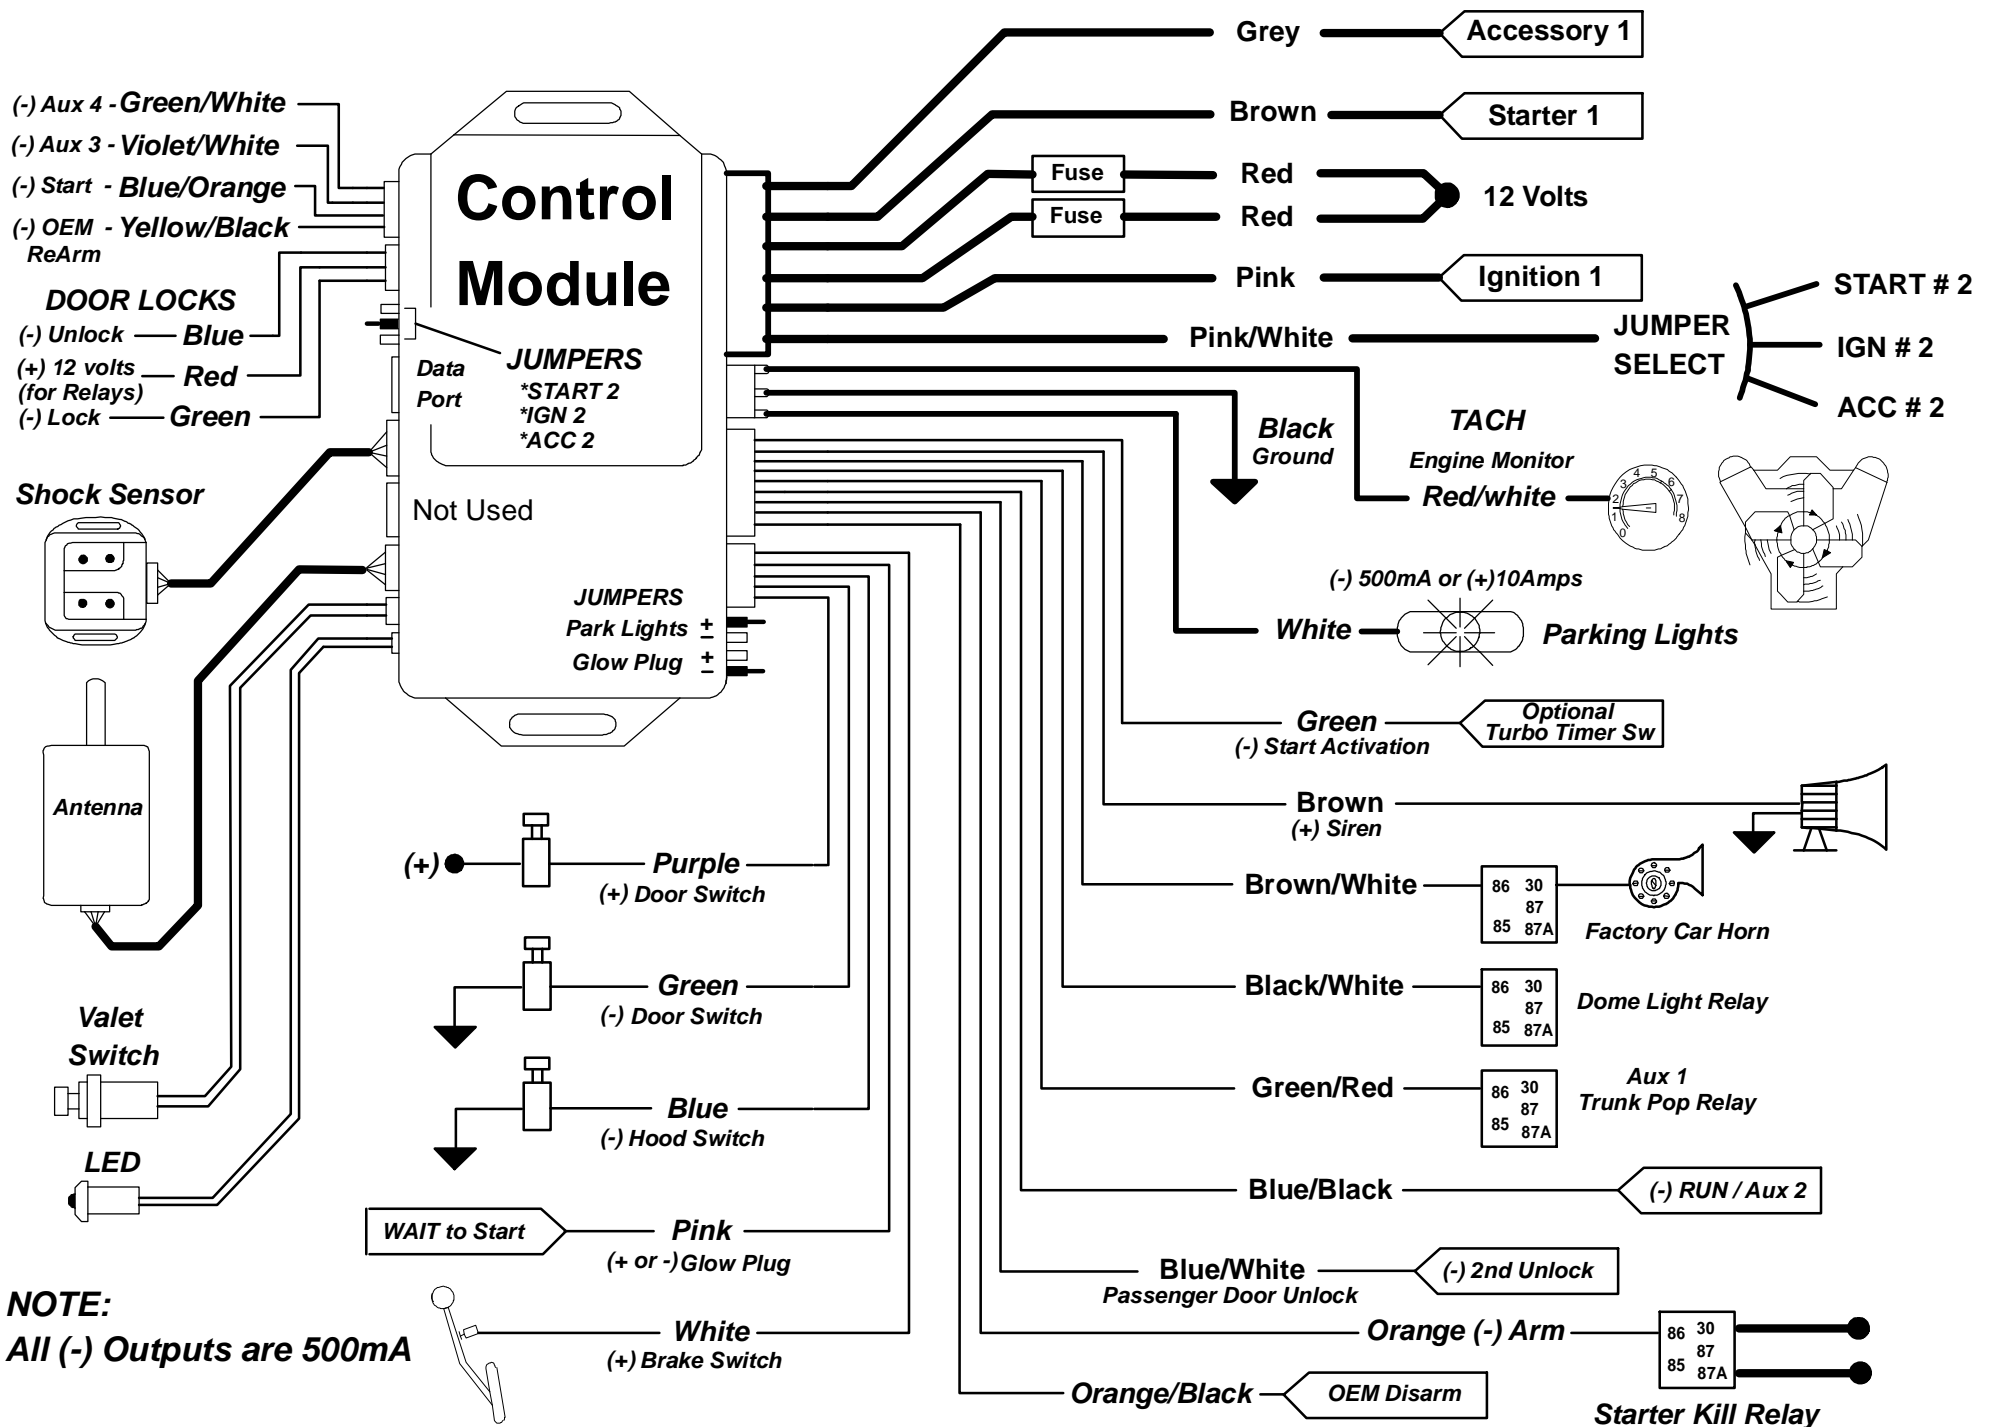 Grey
Accessory 1
(-) Aux 4 - Green/White
Brown
Starter 1
(-) Aux 3 - Violet/White
Fuse
Red
(-) Start - Blue/Orange
12 Volts
Fuse
Red
(-) OEM - Yellow/Black
ReArm
Control
Module
Pink
Ignition 1
DOOR LOCKS
(-) Unlock
Blue
(+) 12 volts
(for Relays)
Red
(-) Lock
Green
Data
Port
JUMPERS
*START 2
*IGN 2
*ACC 2
Pink/White
JUMPER
SELECT
START # 2
IGN # 2
ACC # 2
Black
Ground
TACH
Engine Monitor
Red/white
0
1
2
3
4
5
6
7
8
Shock Sensor
Not Used
JUMPERS
Park Lights + –
Glow Plug + –
(-) 500mA or (+)10Amps
White
Parking Lights
Green
(-) Start Activation
Optional
Turbo Timer Sw
Antenna
Brown
(+) Siren
(+)
Purple
(+) Door Switch
Brown/White
86 30
87
85 87A
Factory Car Horn
Green
(-) Door Switch
Black/White
86 30
87
85 87A
Dome Light Relay
Valet
Switch
Blue
(-) Hood Switch
Green/Red
86 30
87
85 87A
Aux 1
Trunk Pop Relay
LED
Blue/Black
(-) RUN / Aux 2
WAIT to Start
Pink
(+ or -) Glow Plug
Blue/White
Passenger Door Unlock
(-) 2nd Unlock
NOTE:
All (-) Outputs are 500mA
White
(+) Brake Switch
Orange (-) Arm
86 30
87
85 87A
Orange/Black
OEM Disarm
Starter Kill Relay